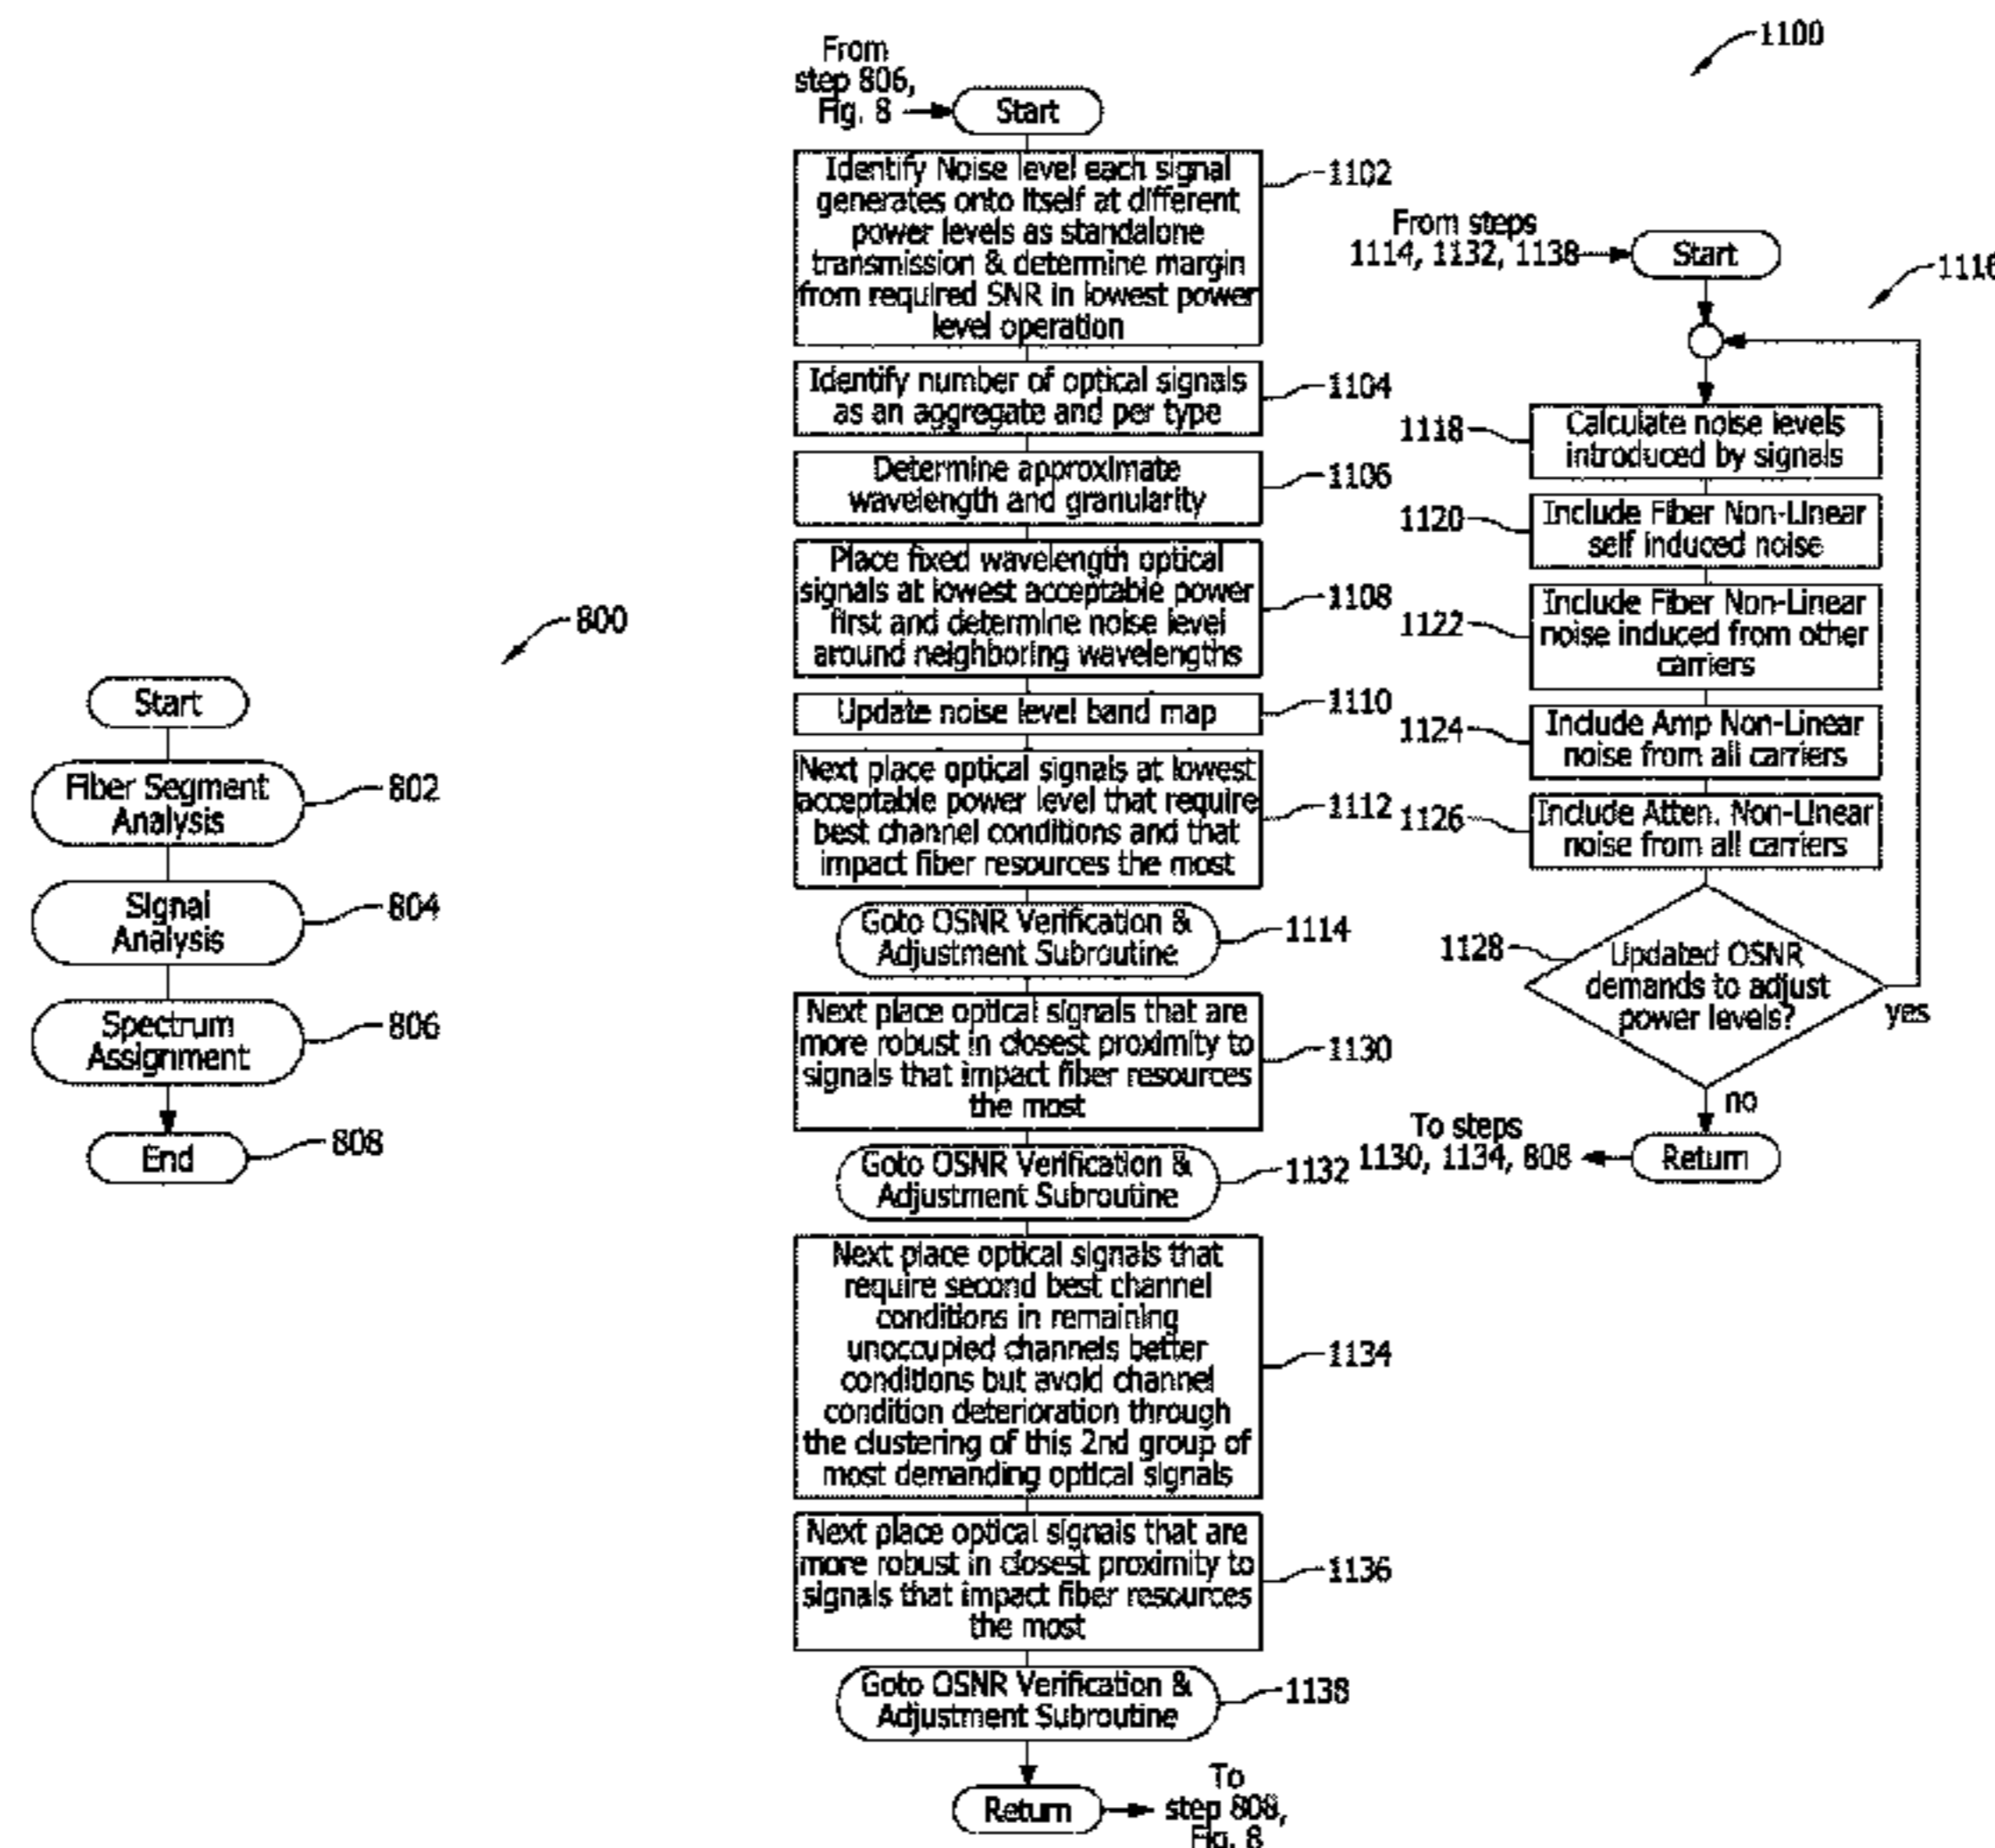 800
Start
Fiber Segment
Analysis
802
Signal
Analysis
804
Spectrum
Assignment
806
End
808
1100
From
step 806,
Fig. 8
Start
Identify Noise level each signal
generates onto itself at different
power levels as standalone
transmission & determine margin
from required SNR in lowest power
level operation
1102
Identify number of optical signals
as an aggregate and per type
1104
Determine approximate
wavelength and granularity
1106
Place fixed wavelength optical
signals at lowest acceptable power
first and determine noise level
around neighboring wavelengths
1108
Update noise level band map
1110
Next place optical signals at lowest
acceptable power level that require
best channel conditions and that
impact fiber resources the most
1112
Goto OSNR Verification &
Adjustment Subroutine
1114
Next place optical signals that are
more robust in closest proximity to
signals that impact fiber resources
the most
1130
Goto OSNR Verification &
Adjustment Subroutine
1132
Next place optical signals that
require second best channel
conditions in remaining
unoccupied channels better
conditions but avoid channel
condition deterioration through
the clustering of this 2nd group of
most demanding optical signals
1134
Next place optical signals that are
more robust in closest proximity to
signals that impact fiber resources
the most
1136
Goto OSNR Verification &
Adjustment Subroutine
1138
Return
To
step 808,
Fig. 8
From steps
1114, 1132, 1138
Start
1116
1118
Calculate noise levels
introduced by signals
1120
Include Fiber Non-Linear
self induced noise
1122
Include Fiber Non-Linear
noise induced from other
carriers
1124
Include Amp Non-Linear
noise from all carriers
1126
Include Atten. Non-Linear
noise from all carriers
1128
Updated OSNR
demands to adjust
power levels?
yes
no
To steps
1130, 1134, 808
Return